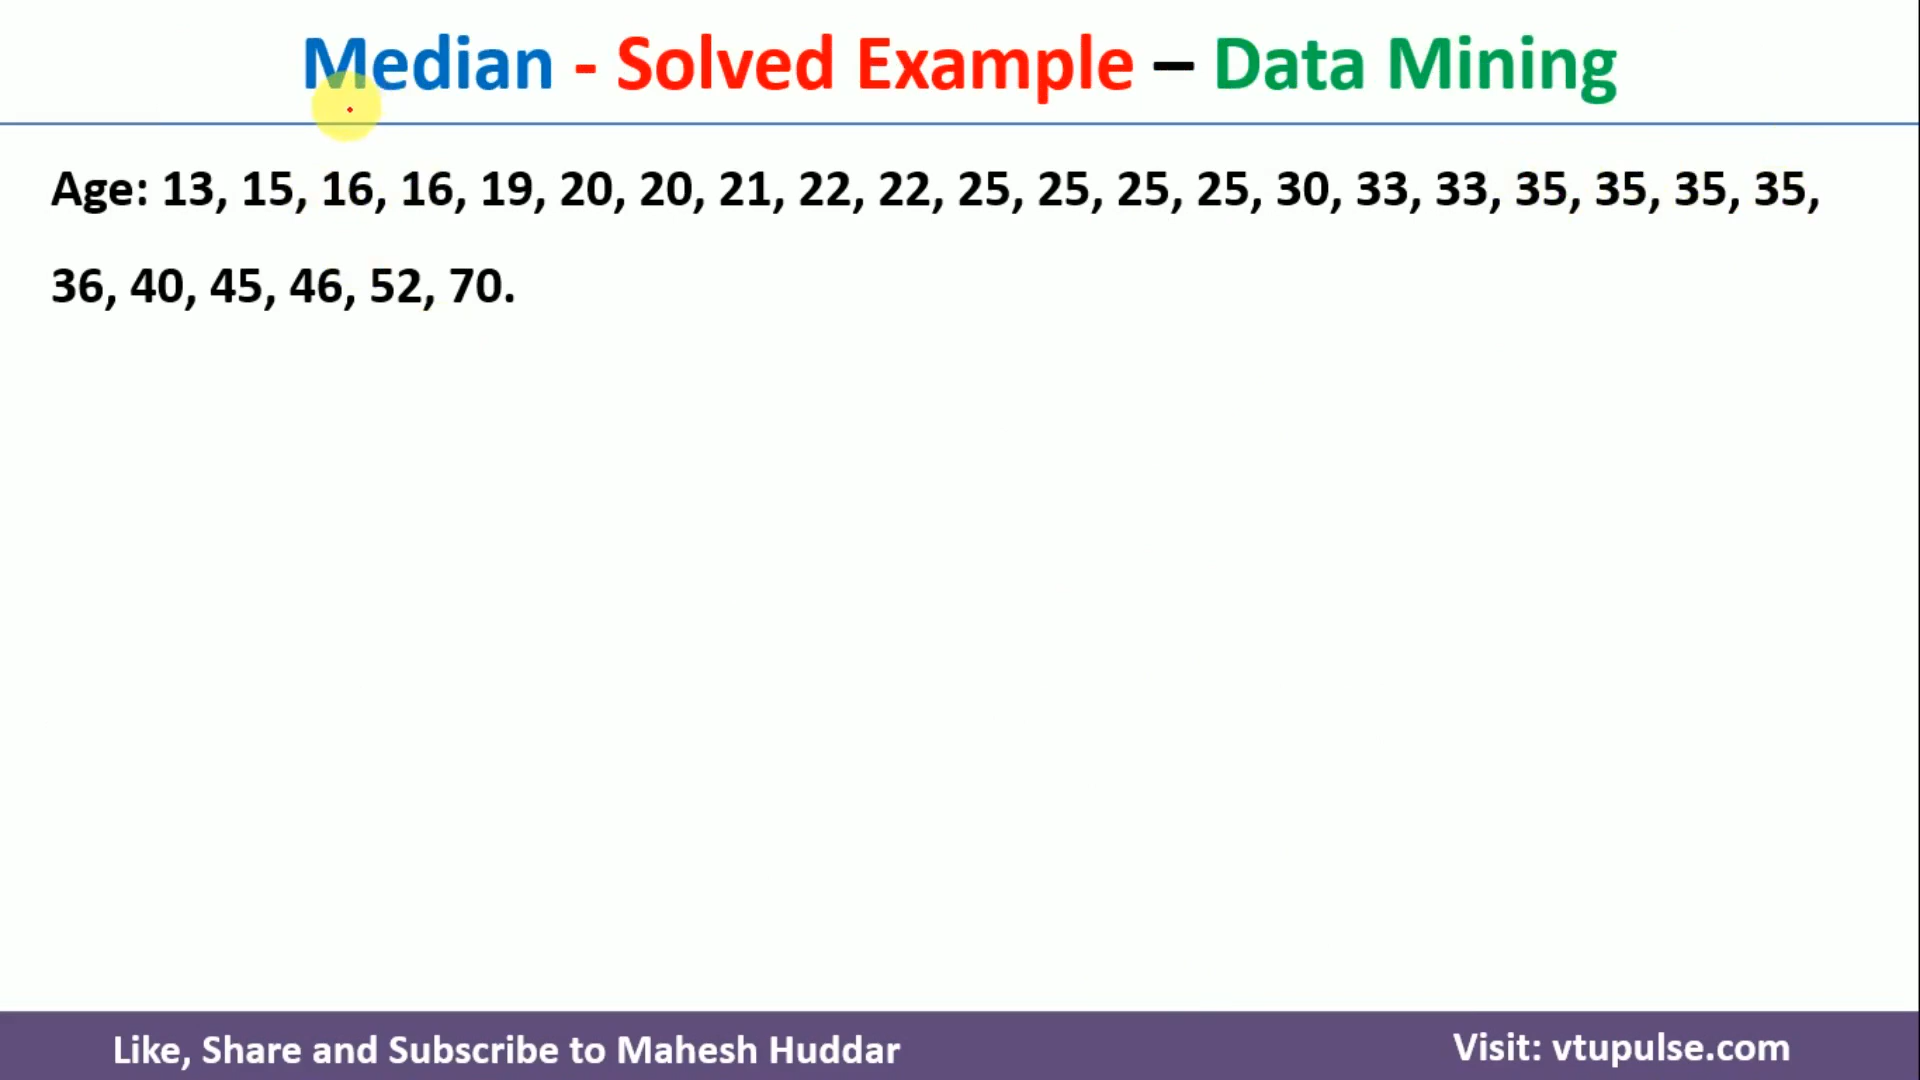 Median - Solved Example – Data Mining
Age: 13, 15, 16, 16, 19, 20, 20, 21, 22, 22, 25, 25, 25, 25, 30, 33, 33, 35, 35, 35, 35,
36, 40, 45, 46, 52, 70.
Like, Share and Subscribe to Mahesh Huddar
Visit: vtupulse.com